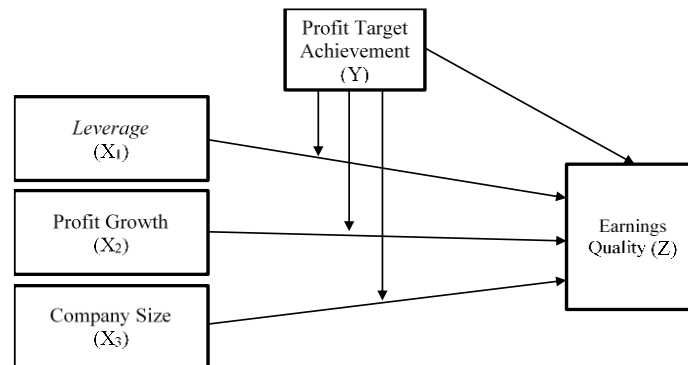 Profit Target
Achievement
(Y)
Leverage
(X₁)
Profit Growth
(X₂)
Company Size
(X₃)
Earnings
Quality (Z)